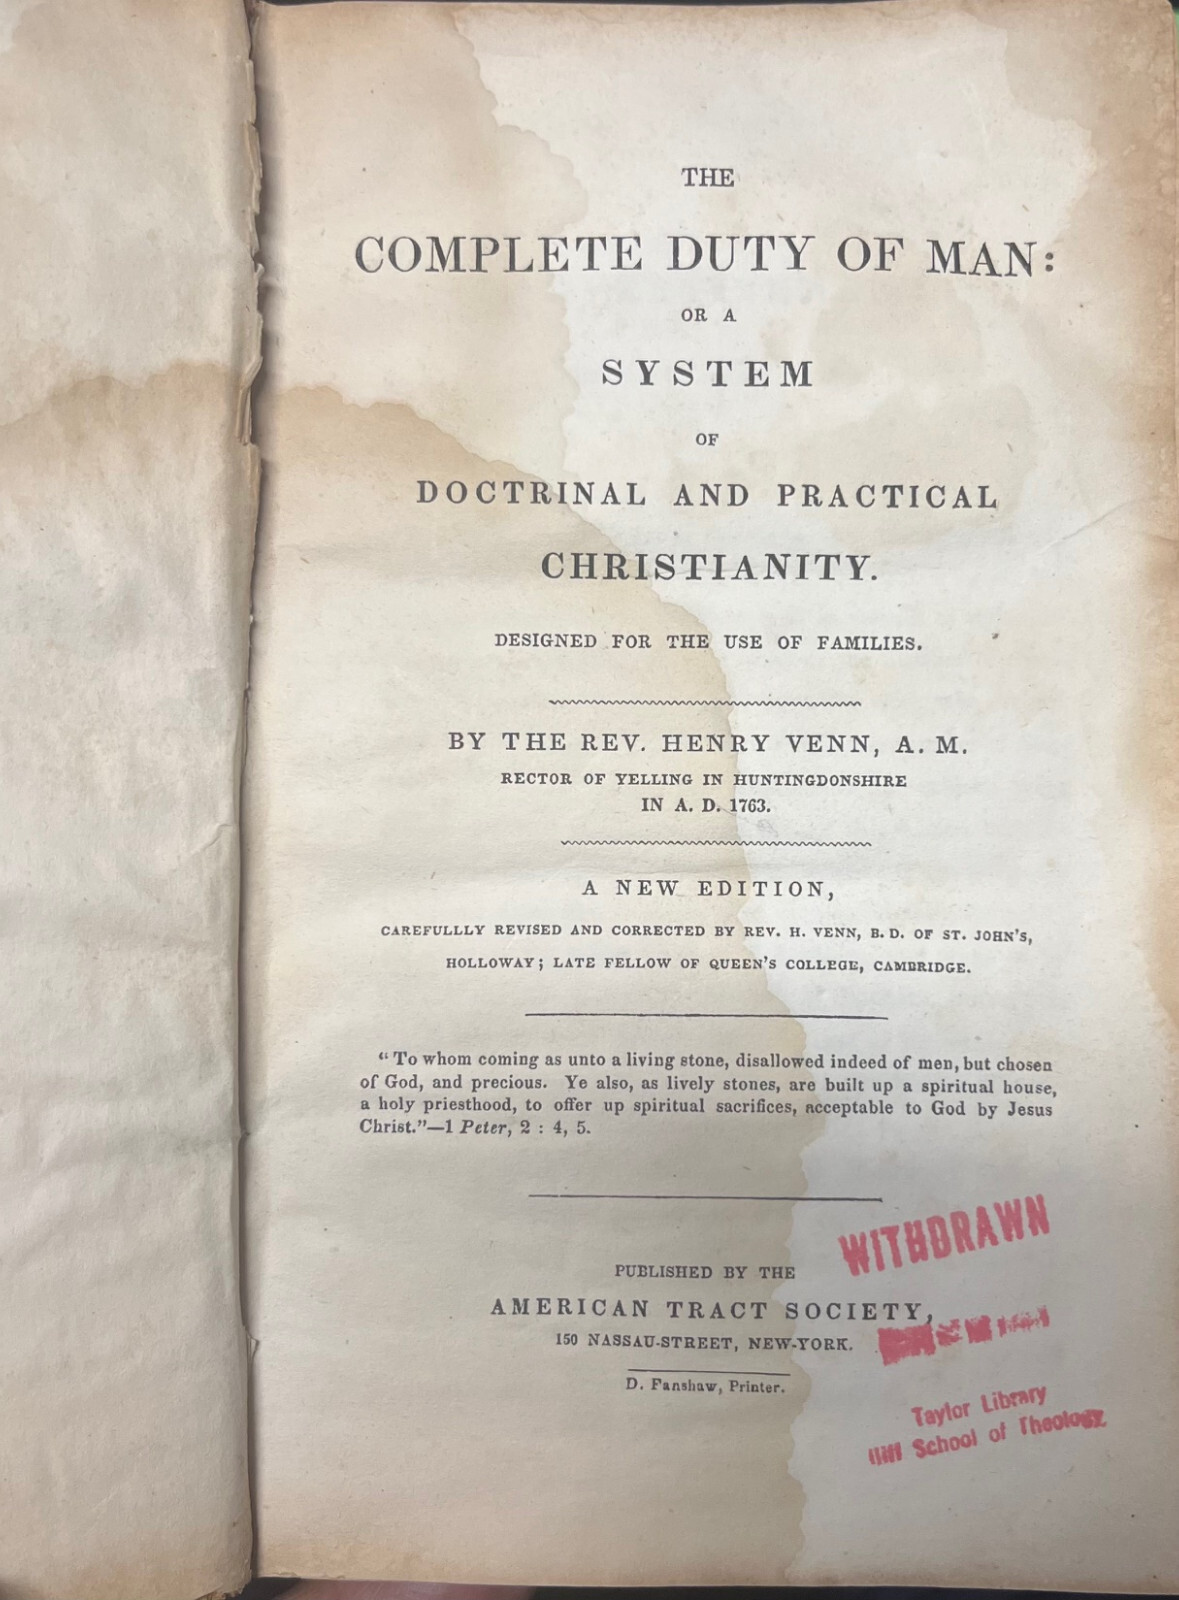 THE
COMPLETE DUTY OF MAN:
OR A
SYSTEM
OF
DOCTRINAL AND PRACTICAL
CHRISTIANITY.
DESIGNED FOR THE USE OF FAMILIES.
BY THE REV. HENRY VENN, A. M.
RECTOR OF YELLING IN HUNTINGDONSHIRE
IN A. D. 1763.
A NEW EDITION,
CAREFULLLY REVISED AND CORRECTED BY REV. H. VENN, B. D. OF ST. JOHN'S,
HOLLOWAY; LATE FELLOW OF QUEEN'S COLLEGE, CAMBRIDGE.
"To whom coming as unto a living stone, disallowed indeed of men, but chosen
of God, and precious. Ye also, as lively stones, are built up a spiritual house,
a holy priesthood, to offer up spiritual sacrifices, acceptable to God by Jesus
Christ."—1 Peter, 2 : 4, 5.
WITHDRAWN
PUBLISHED BY THE
AMERICAN TRACT SOCIETY,
150 NASSAU-STREET, NEW-YORK.
D. Fanshaw, Printer.
Taylor Library
Iliff School of Theology